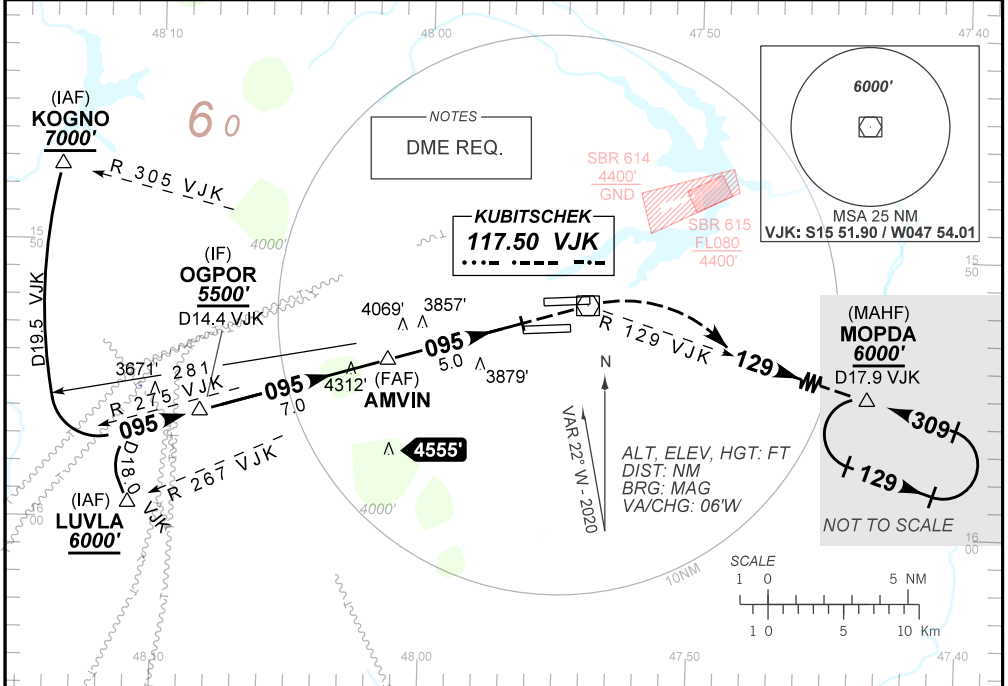 48.10
48.00
47.50
47.40
(IAF)
KOGNO
7000'
6 0
NOTES
DME REQ.
R 305 VJK
SBR 614
4400'
GND
SBR 615
FL080
4400'
6000'
MSA 25 NM
VJK: S15 51.90 / W047 54.01
15
50
15
50
4000'
KUBITSCHEK
117.50 VJK
(IF)
OGPOR
5500'
D14.4 VJK
D19.5 VJK
4069'
3857'
R 129 VJK
129
(MAHF)
MOPDA
6000'
D17.9 VJK
3671'
281
R 275 VJK
095
7.0
4312'
095
5.0
3879'
(FAF)
AMVIN
N
309
095
D18.0 VJK
R 267 VJK
4555'
VAR 22° W - 2020
ALT, ELEV, HGT: FT
DIST: NM
BRG: MAG
VA/CHG: 06'W
129
NOT TO SCALE
(IAF)
LUVLA
6000'
16
00
4000'
16
00
10NM
SCALE
1 0 5 NM
1 0 5 10 Km
48.10
48.00
47.50
47.40